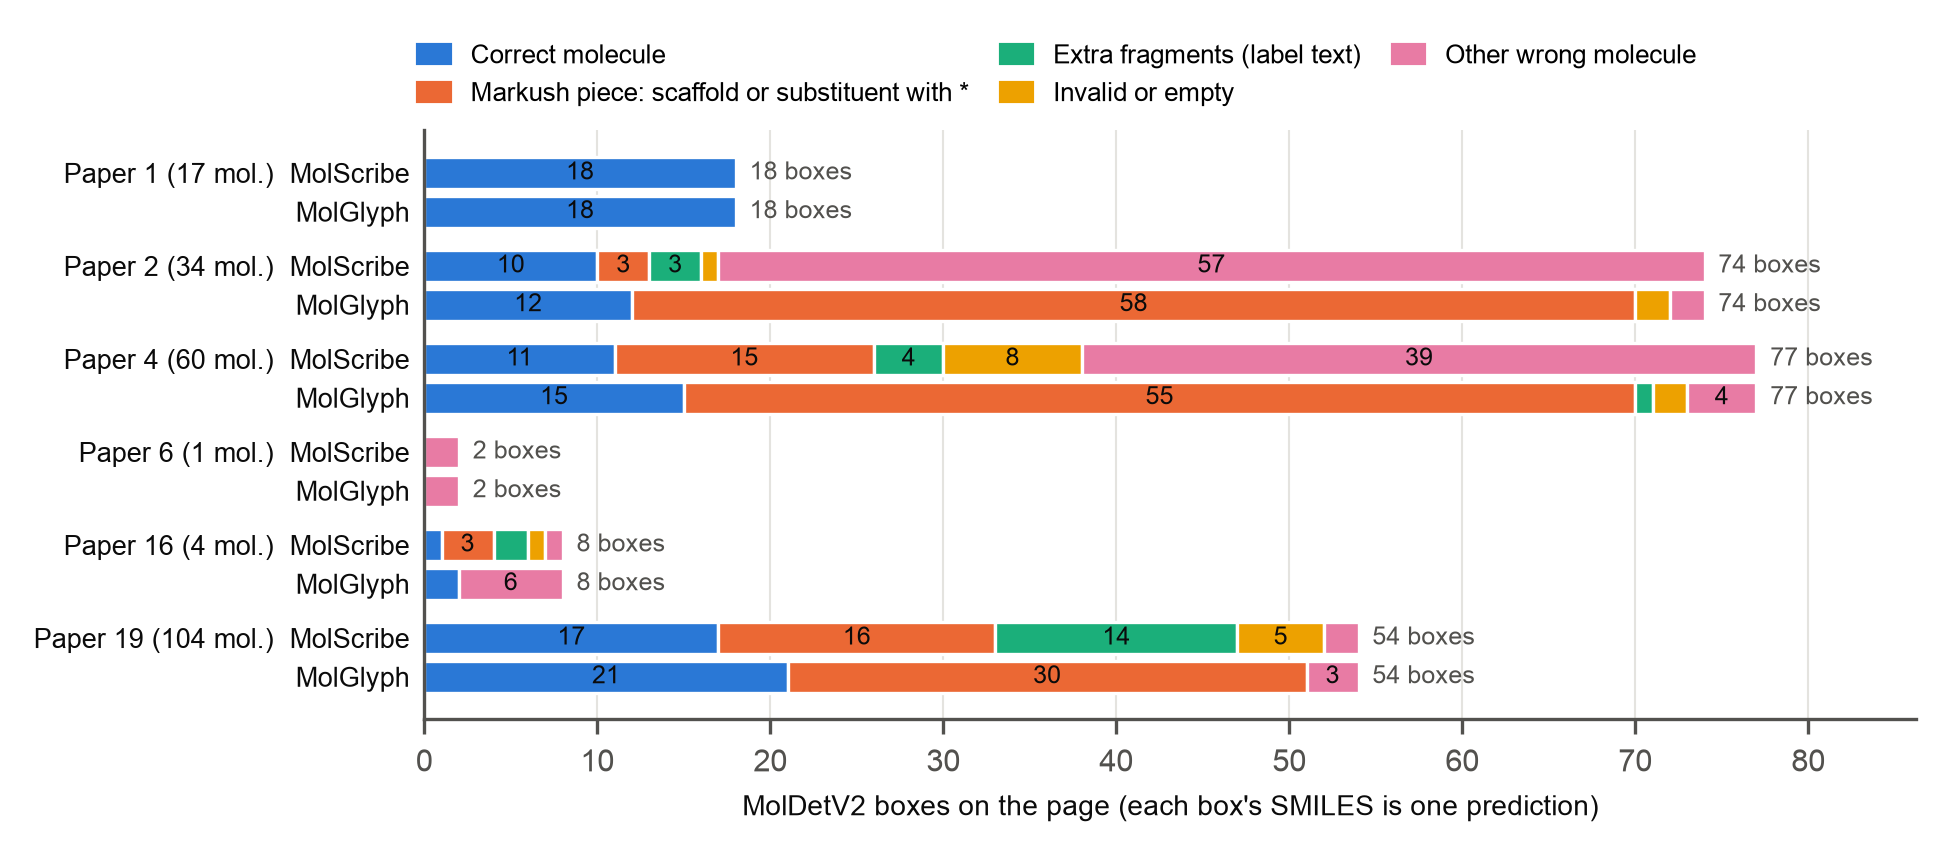 Correct molecule
Markush piece: scaffold or substituent with *
Extra fragments (label text)
Invalid or empty
Other wrong molecule
Paper 1 (17 mol.) MolScribe 18 18 boxes
MolGlyph 18 18 boxes
Paper 2 (34 mol.) MolScribe 10 3 3 57 74 boxes
MolGlyph 12 58 74 boxes
Paper 4 (60 mol.) MolScribe 11 15 4 8 39 77 boxes
MolGlyph 15 55 4 77 boxes
Paper 6 (1 mol.) MolScribe 2 boxes
MolGlyph 2 boxes
Paper 16 (4 mol.) MolScribe 3 8 boxes
MolGlyph 6 8 boxes
Paper 19 (104 mol.) MolScribe 17 16 14 5 54 boxes
MolGlyph 21 30 3 54 boxes
0 10 20 30 40 50 60 70 80
MolDetV2 boxes on the page (each box's SMILES is one prediction)